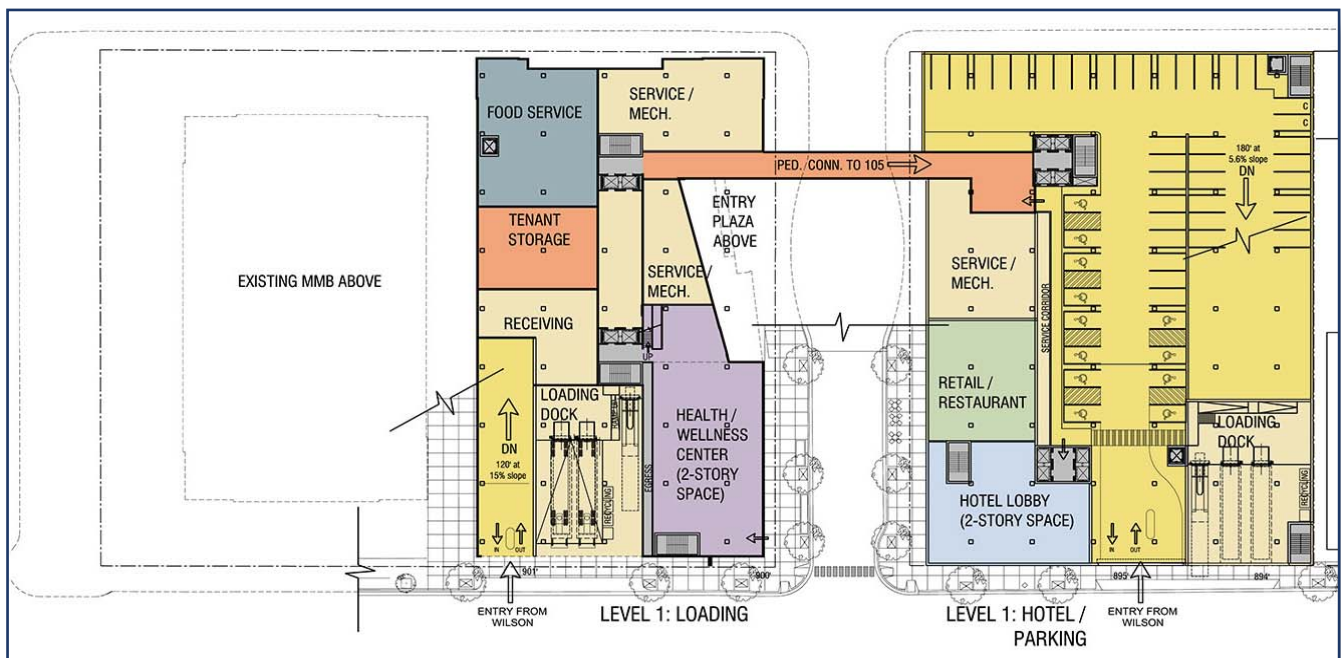 FOOD SERVICE
SERVICE /
MECH.
PED. CONN. TO 105
TENANT
STORAGE
ENTRY
PLAZA
ABOVE
SERVICE /
MECH.
EXISTING MMB ABOVE
RECEIVING
UP
LOADING
DOCK
RAMP
DN
120' at
15% slope
IN
OUT
RECYCLING
EGRESS
HEALTH /
WELLNESS
CENTER
(2-STORY
SPACE)
901'
900'
ENTRY FROM
WILSON
LEVEL 1: LOADING
C
C
180' at
5.6% slope
DN
SERVICE /
MECH.
SERVICE CORRIDOR
RETAIL /
RESTAURANT
LOADING
DOCK
RECYCLING
HOTEL LOBBY
(2-STORY SPACE)
IN
OUT
895'
894'
LEVEL 1: HOTEL /
PARKING
ENTRY FROM
WILSON